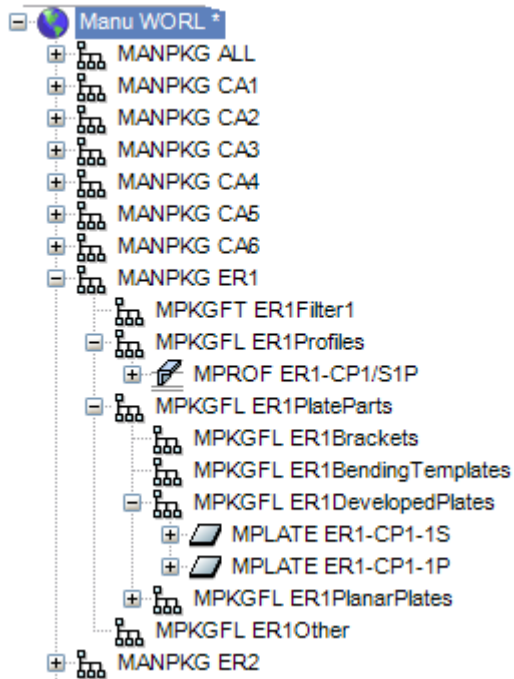 Manu WORL *
MANPKG ALL
MANPKG CA1
MANPKG CA2
MANPKG CA3
MANPKG CA4
MANPKG CA5
MANPKG CA6
MANPKG ER1
MPKGFT ER1Filter1
MPKGFL ER1Profiles
MPROF ER1-CP1/S1P
MPKGFL ER1PlateParts
MPKGFL ER1Brackets
MPKGFL ER1BendingTemplates
MPKGFL ER1DevelopedPlates
MPLATE ER1-CP1-1S
MPLATE ER1-CP1-1P
MPKGFL ER1PlanarPlates
MPKGFL ER1Other
MANPKG ER2